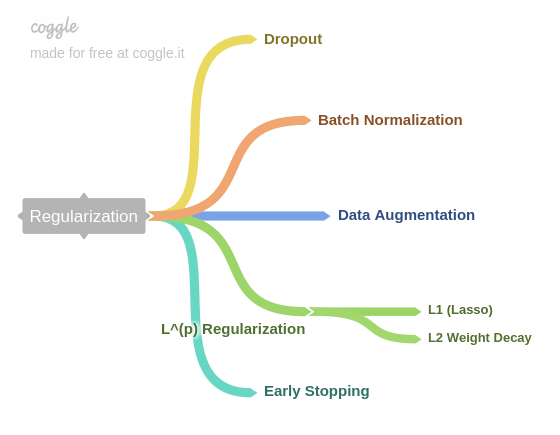 coggle
made for free at coggle.it
Dropout
Batch Normalization
Regularization
Data Augmentation
L^(p) Regularization
L1 (Lasso)
L2 Weight Decay
Early Stopping